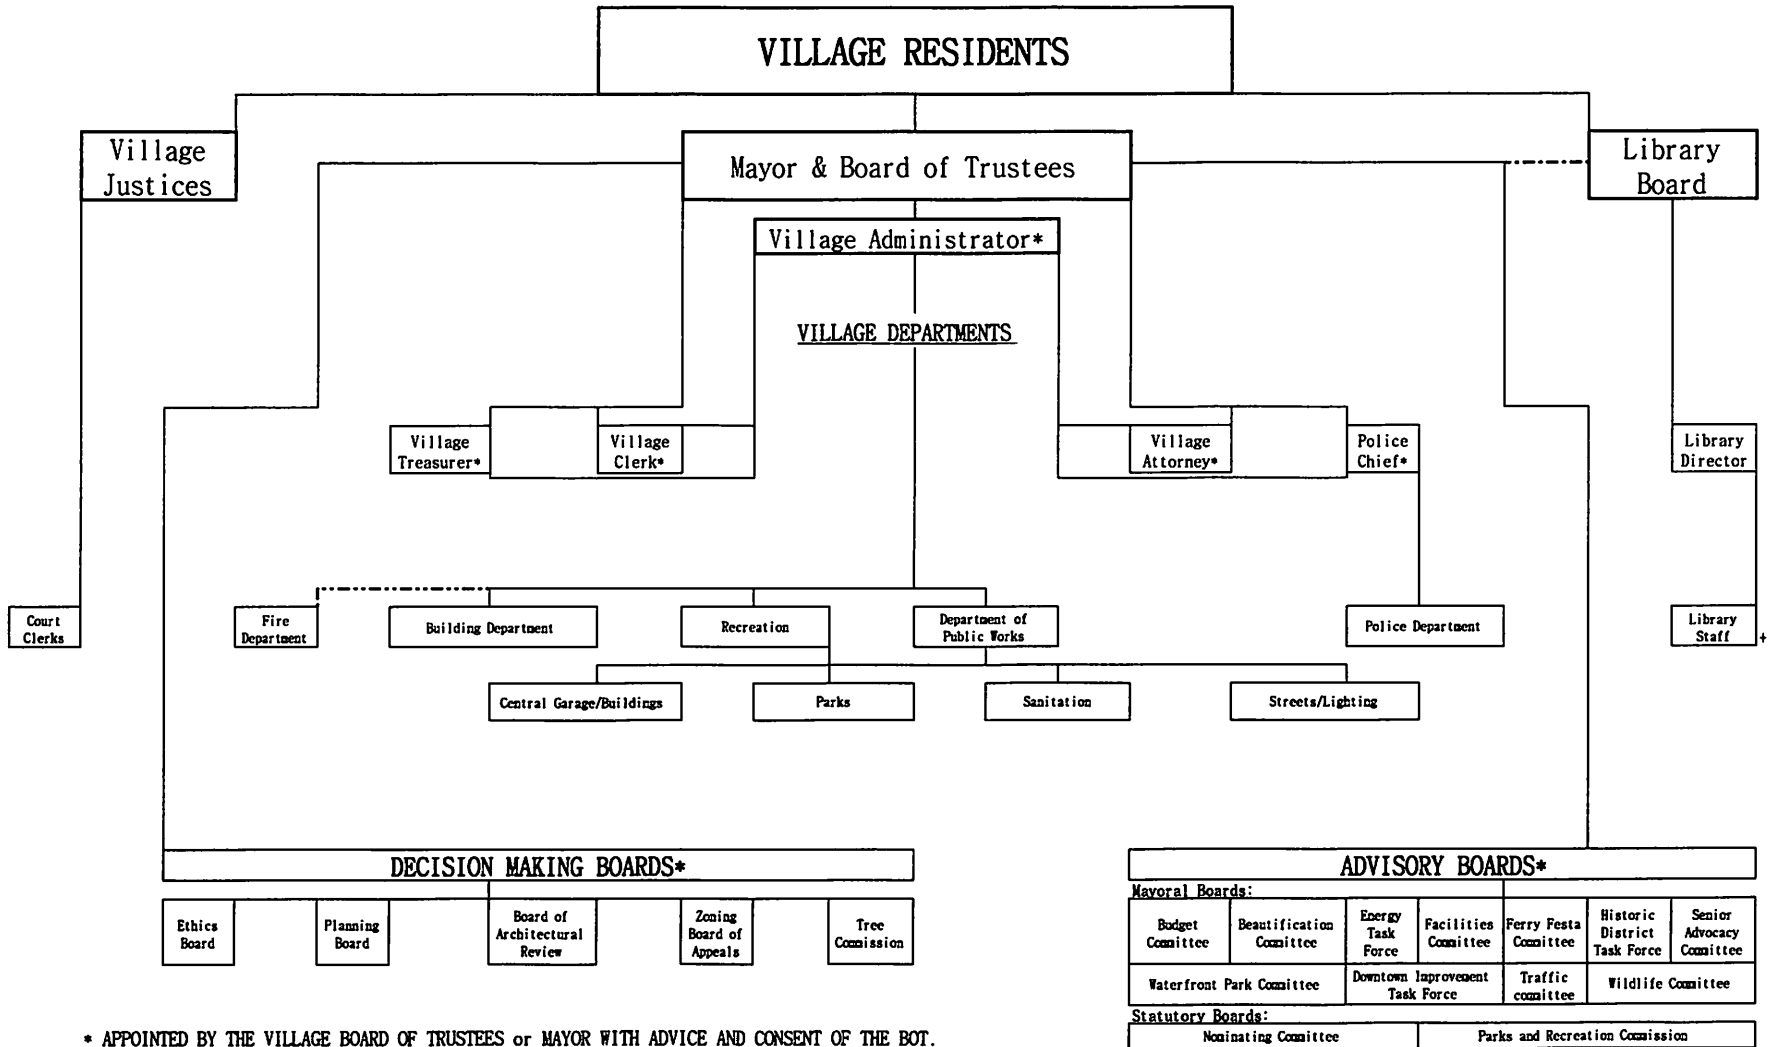 VILLAGE RESIDENTS
Village
Justices
Mayor & Board of Trustees
Library
Board
Village Administrator*
VILLAGE DEPARTMENTS
Village
Treasurer*
Village
Clerk*
Village
Attorney*
Police
Chief*
Library
Director
Court
Clerks
Fire
Department
Building Department
Recreation
Department of
Public Works
Police Department
Library
Staff
+
Central Garage/Buildings
Parks
Sanitation
Streets/Lighting
DECISION MAKING BOARDS*
Ethics
Board
Planning
Board
Board of
Architectural
Review
Zoning
Board of
Appeals
Tree
Commission
ADVISORY BOARDS*
Mayoral Boards:
Budget
Committee
Beautification
Committee
Energy
Task
Force
Facilities
Committee
Ferry Festa
Committee
Historic
District
Task Force
Senior
Advocacy
Committee
Waterfront Park Committee
Downtown Improvement
Task Force
Traffic
committee
Wildlife Committee
Statutory Boards:
Nominating Committee
Parks and Recreation Commission
* APPOINTED BY THE VILLAGE BOARD OF TRUSTEES or MAYOR WITH ADVICE AND CONSENT OF THE BOT.